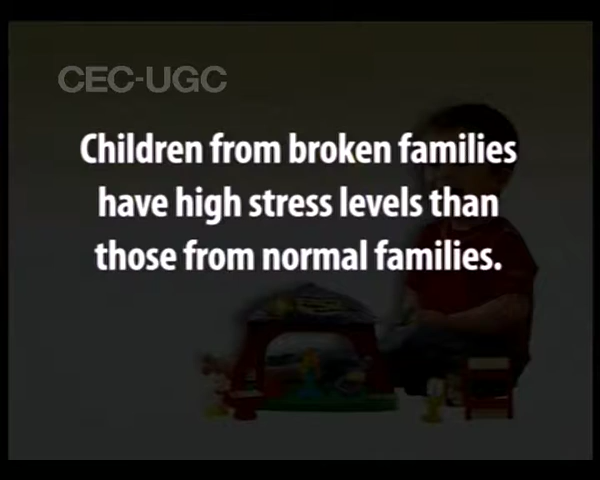 CEC-UGC
Children from broken families
have high stress levels than
those from normal families.